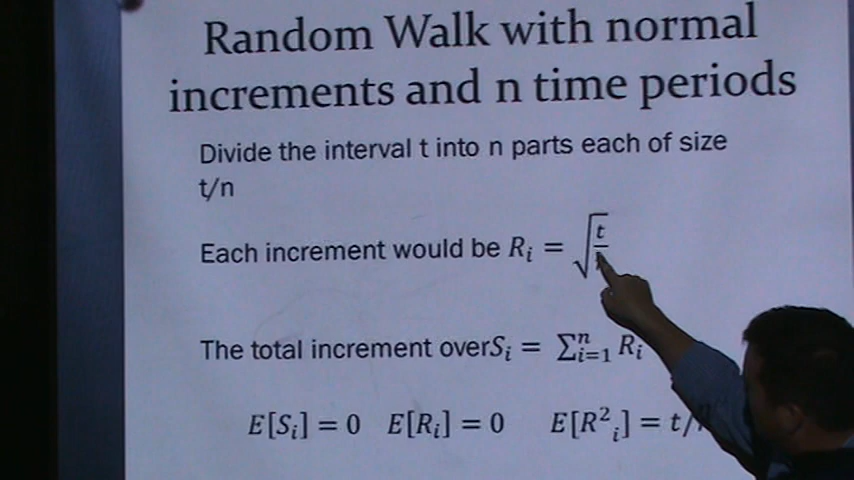 Random Walk with normal
increments and n time periods
Divide the interval t into n parts each of size
t/n
Each increment would be Rᵢ = √(t/
The total increment overSᵢ = ∑ⁿᵢ₌₁ Rᵢ
E[Sᵢ] = 0 E[Rᵢ] = 0 E[R²ᵢ] = t/